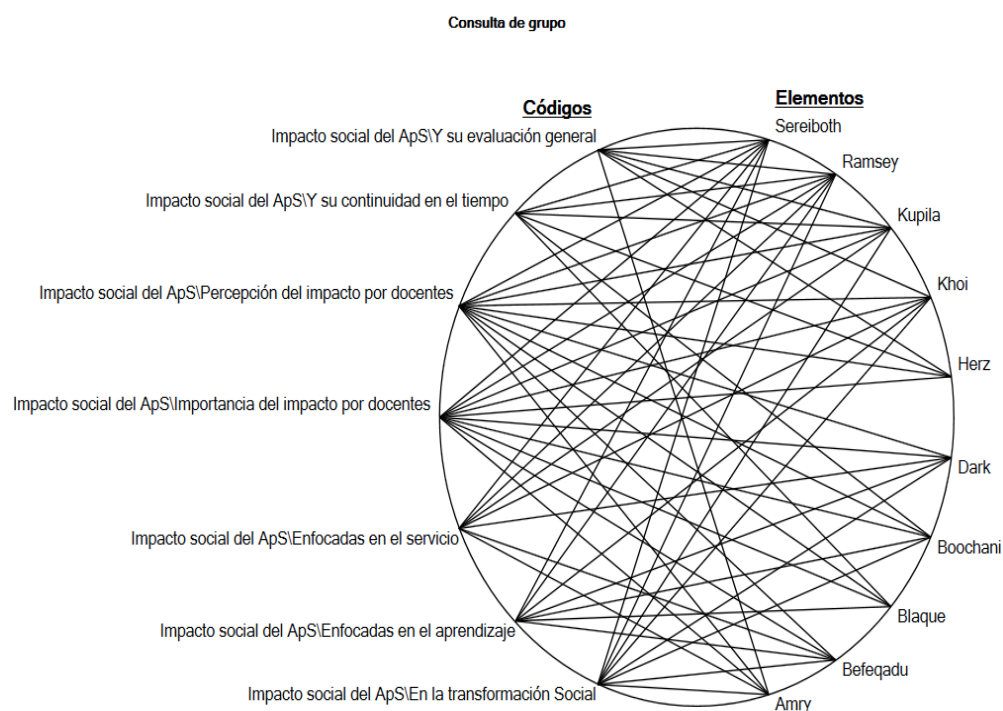 Consulta de grupo
Códigos
Elementos
Impacto social del ApS\Y su evaluación general
Impacto social del ApS\Y su continuidad en el tiempo
Impacto social del ApS\Percepción del impacto por docentes
Impacto social del ApS\Importancia del impacto por docentes
Impacto social del ApS\Enfocadas en el servicio
Impacto social del ApS\Enfocadas en el aprendizaje
Impacto social del ApS\En la transformación Social
Sereiboth
Ramsey
Kupila
Khoi
Herz
Dark
Boochani
Blaque
Befeqadu
Amry